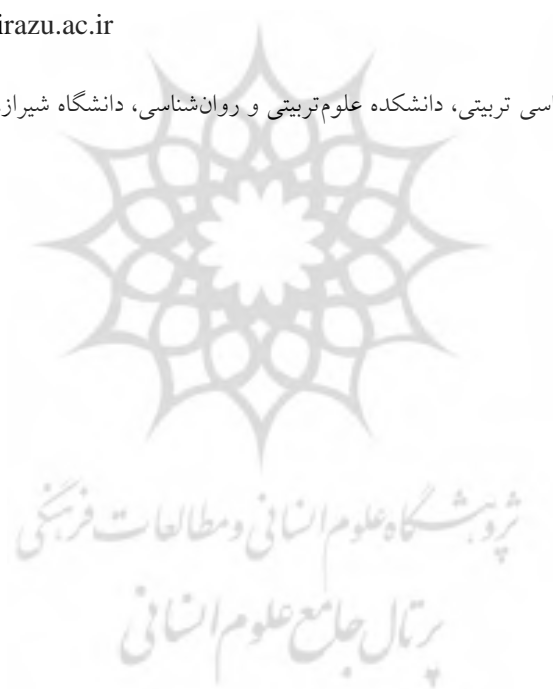 irazu.ac.ir
اسی تربیتی، دانشکده علوم‌تربیتی و روان‌شناسی، دانشگاه شیراز
پژوهشگاه علوم انسانی و مطالعات فرهنگی
پرتال جامع علوم انسانی